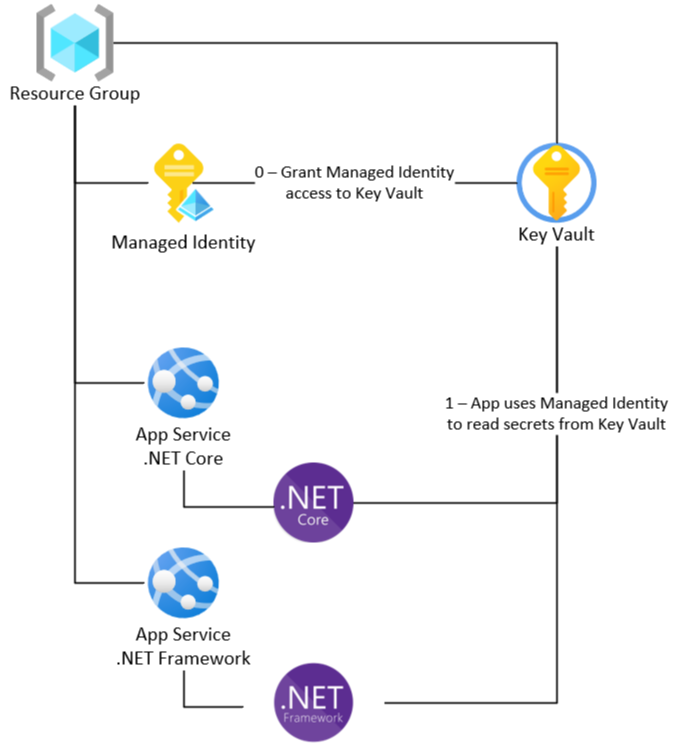 Resource Group
0 – Grant Managed Identity
access to Key Vault
Managed Identity
Key Vault
1 – App uses Managed Identity
to read secrets from Key Vault
App Service
.NET Core
.NET
Core
App Service
.NET Framework
.NET
Framework